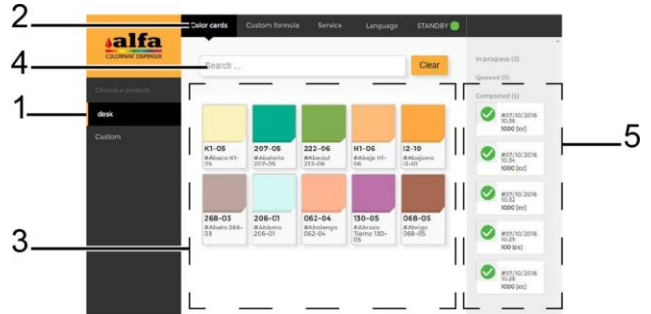 2
4
1
3
5
alfa
COLORANT DISPENSER
Color cards
Custom formula
Service
Language
STANDBY
Search ...
Clear
Choose a product:
desk
Custom
K1-05
#Abaco K1-
05
207-05
#Abalorio
207-05
222-06
#Abedul
222-06
H1-06
#Abeja H1-
06
I2-10
#Abejorro
I2-10
268-03
#Abeto 268-
03
206-01
#Abismo
206-01
062-04
#Abolengo
062-04
130-05
#Abrazo
Tierno 130-
05
068-05
#Abrigo
068-05
In progress (0)
Queued (0)
Completed (5)
#07/10/2016
10:36
1000 [cc]
#07/10/2016
10:34
1000 [cc]
#07/10/2016
10:32
1000 [cc]
#07/10/2016
10:29
100 [cc]
#07/10/2016
10:28
1000 [cc]